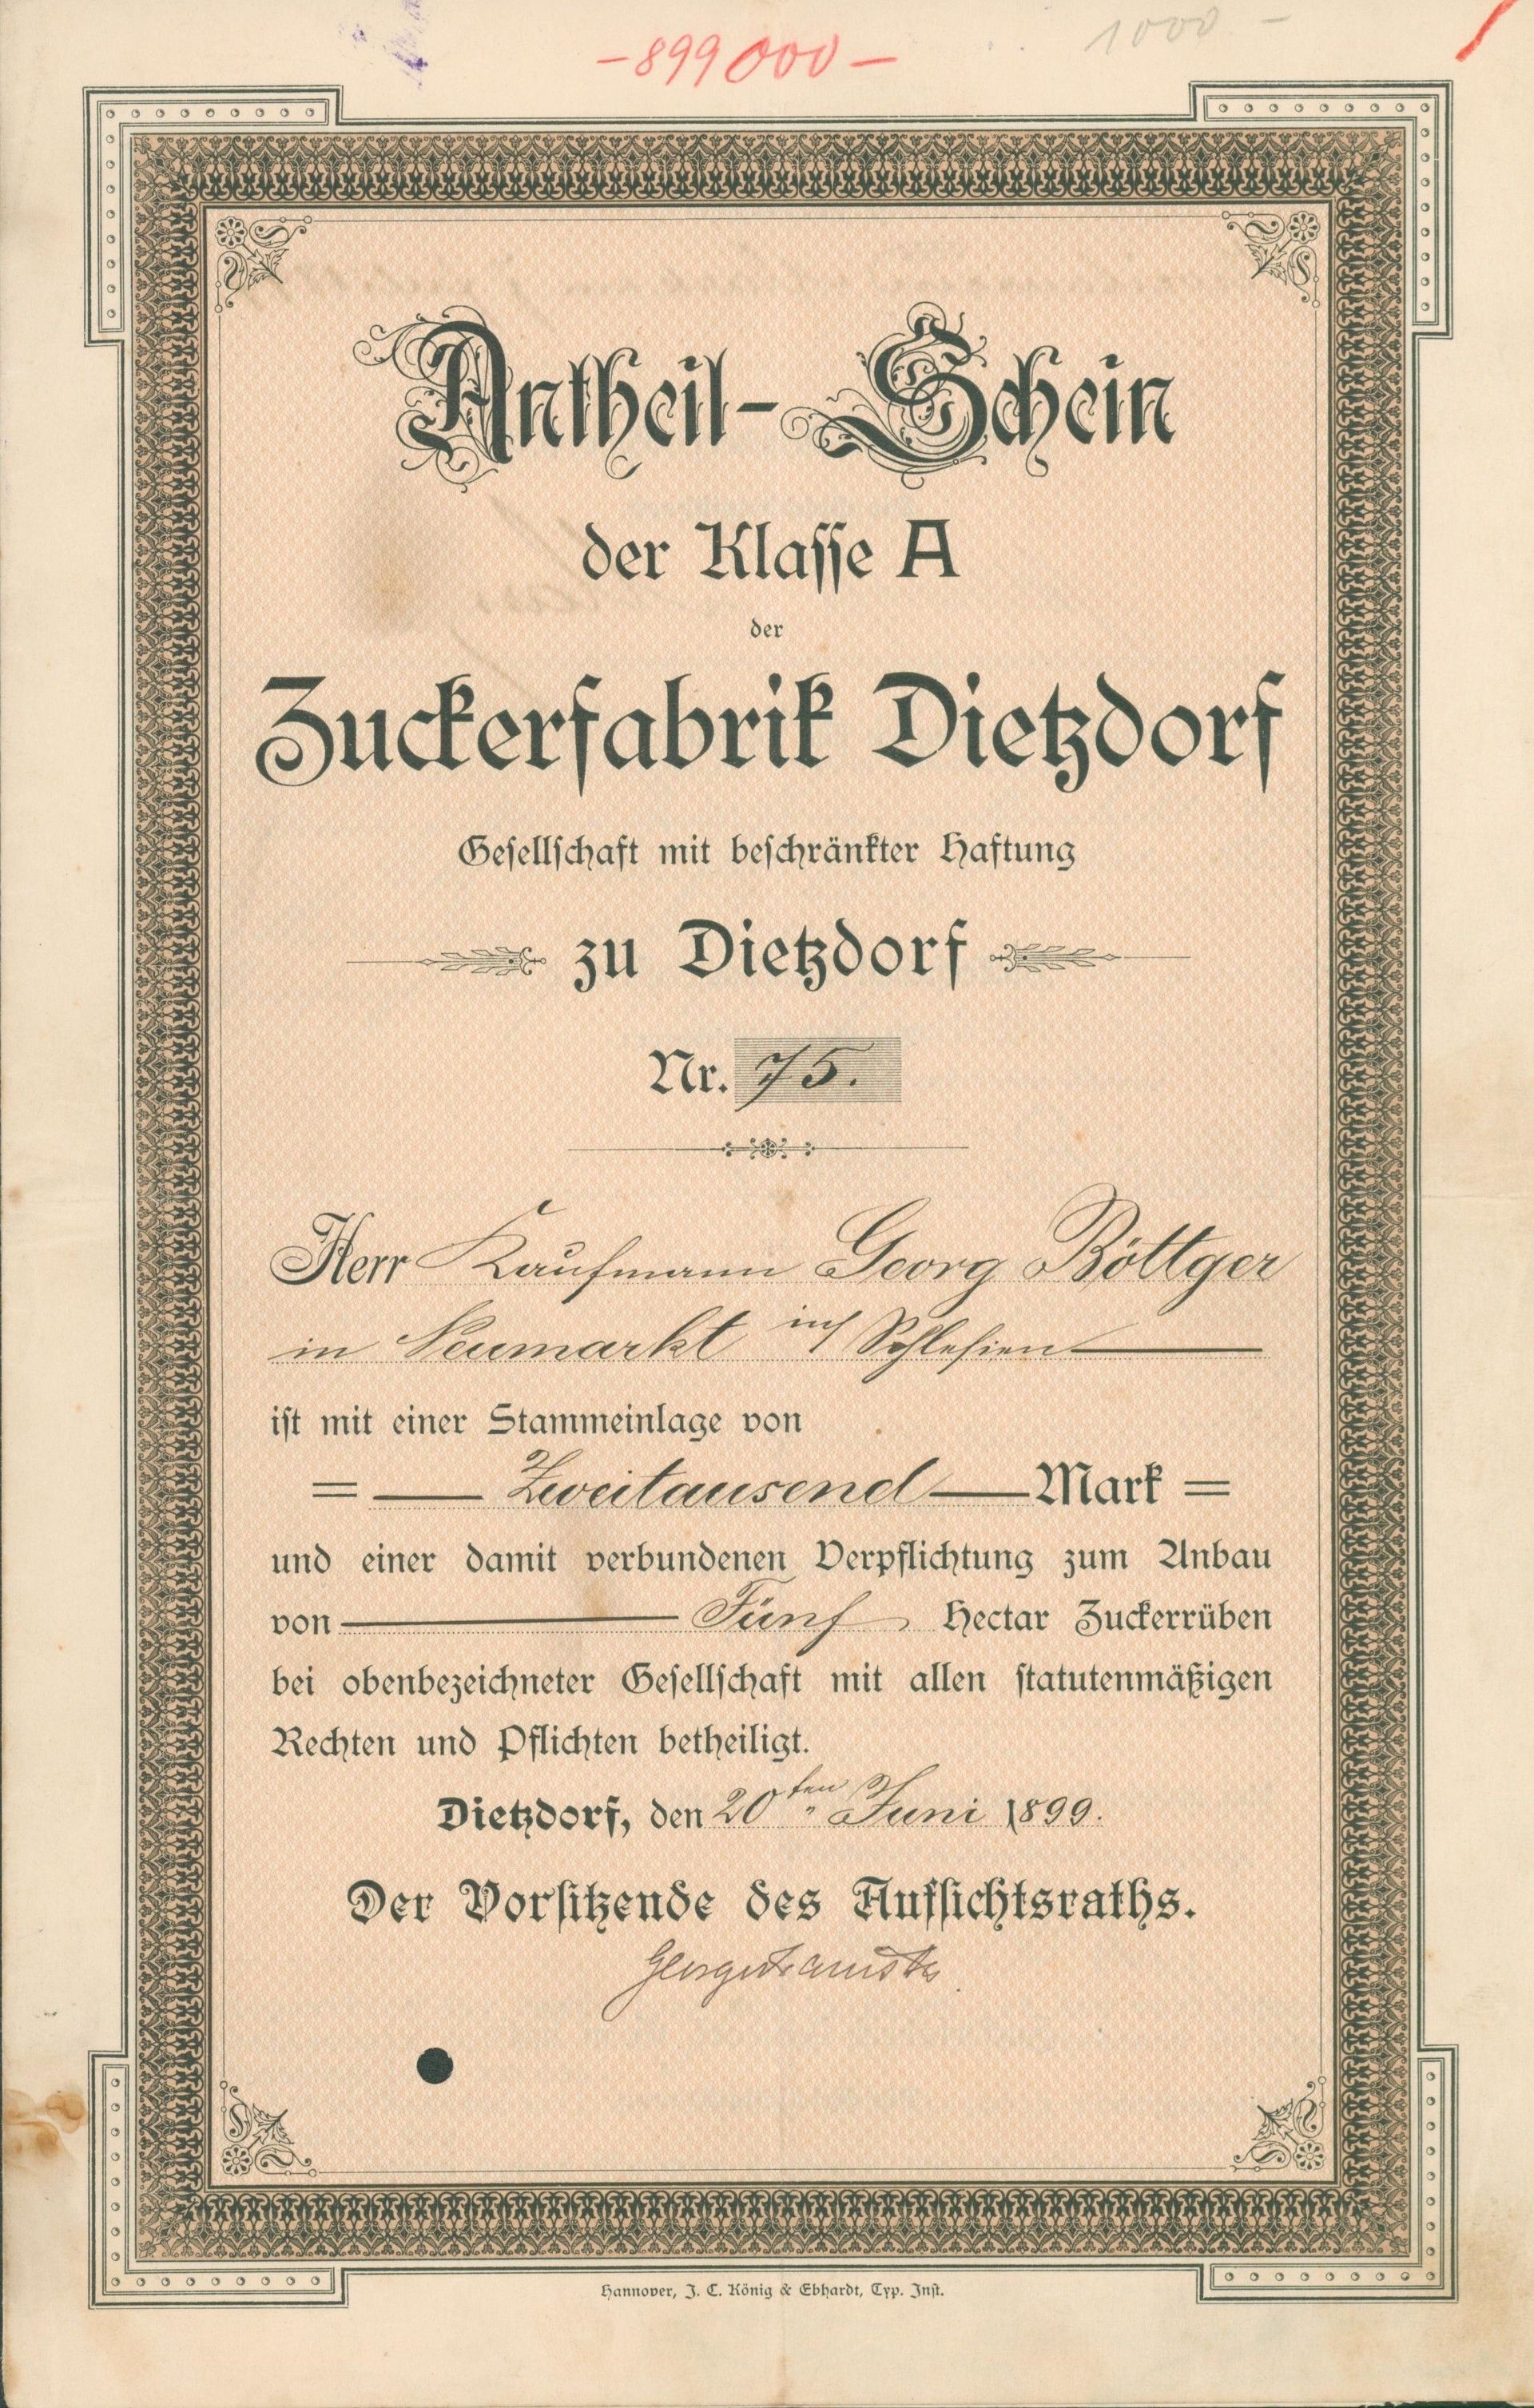 -899000-
1000 -
Antheil-Schein
der Klasse A
der
Zuckerfabrik Dietzdorf
Gesellschaft mit beschränkter Haftung
zu Dietzdorf
Nr. 75.
Herr Kaufmann Georg Böttger
in Neumarkt in Schlesien
ist mit einer Stammeinlage von
= Zweitausend Mark =
und einer damit verbundenen Verpflichtung zum Anbau
von Fünf Hectar Zuckerrüben
bei obenbezeichneter Gesellschaft mit allen statutenmäßigen
Rechten und Pflichten betheiligt.
Dietzdorf, den 20ten Juni 1899.
Der Vorsitzende des Aufsichtsraths.
Hannover, J. C. König & Ebhardt, Typ. Inst.